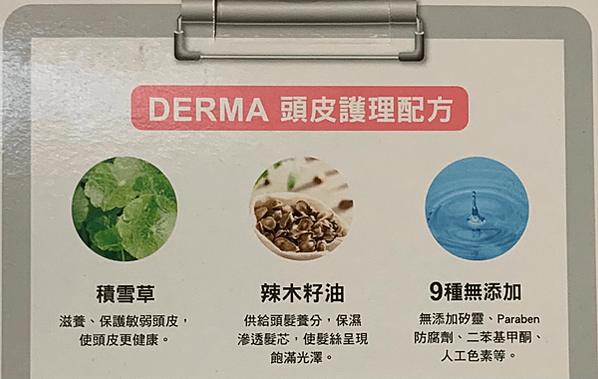 DERMA 頭皮護理配方
積雪草
滋養、保護敏弱頭皮，
使頭皮更健康。
辣木籽油
供給頭髮養分，保濕
滲透髮芯，使髮絲呈現
飽滿光澤。
9種無添加
無添加矽靈、Paraben
防腐劑、二苯基甲酮、
人工色素等。